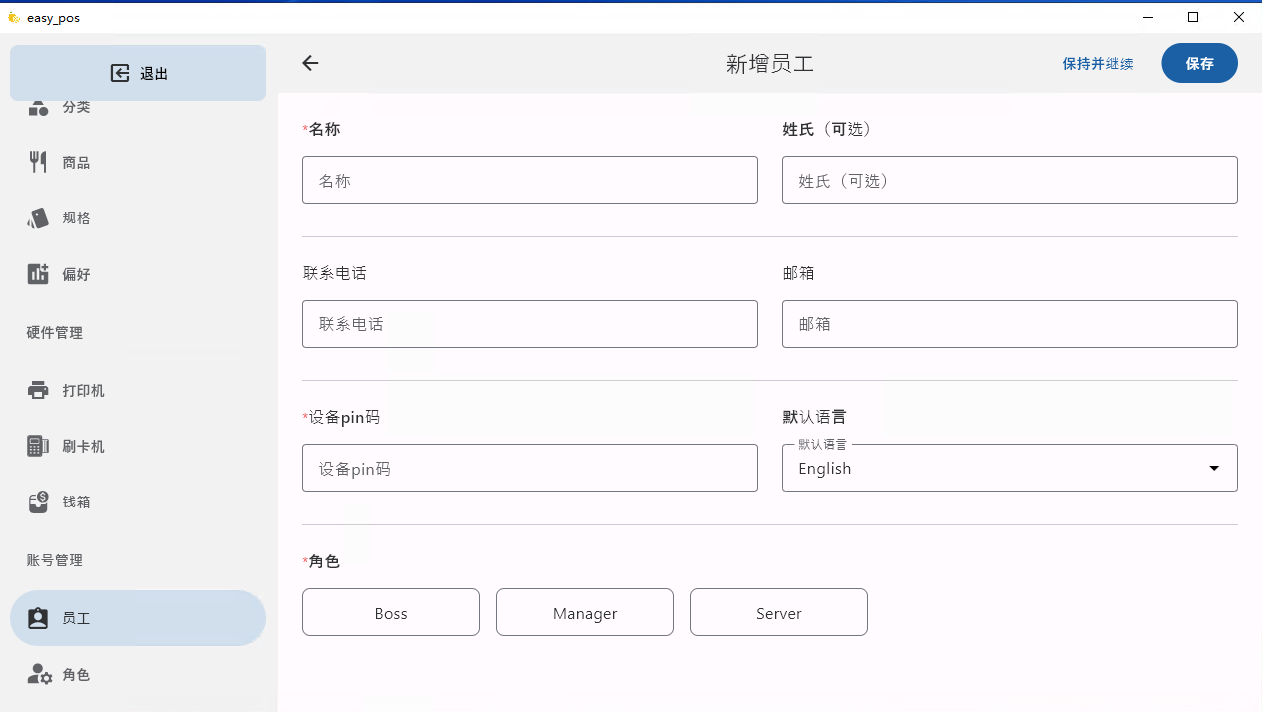 easy_pos
退出
分类
商品
规格
偏好
硬件管理
打印机
刷卡机
钱箱
账号管理
员工
角色
新增员工
保持并继续
保存
*名称
姓氏（可选）
名称
姓氏（可选）
联系电话
邮箱
联系电话
邮箱
*设备pin码
默认语言
设备pin码
默认语言
English
*角色
Boss
Manager
Server